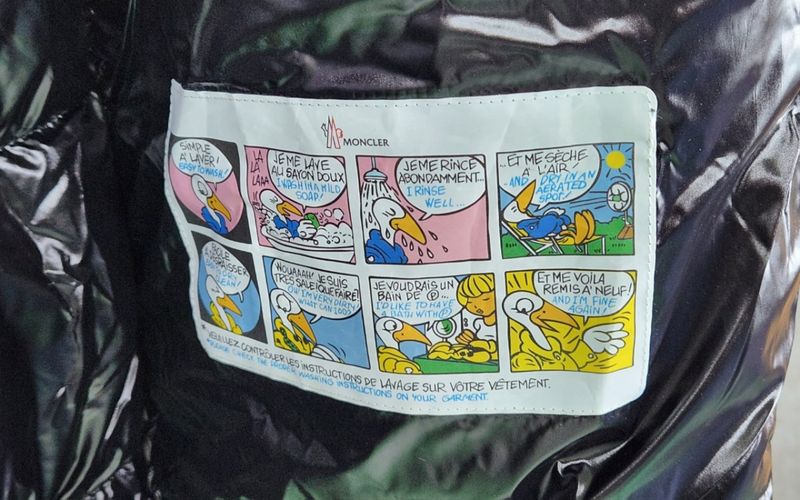 MONCLER
SIMPLE
À LAVER!
EASY TO WASH!
LA
LA
LAAA
JE ME LAVE
AU SAVON DOUX
I WASH IN A MILD
SOAP!
JE ME RINCE
ABONDAMMENT...
I RINSE
WELL...
...ET ME SÈCHE
À L'AIR
...AND DRY IN AN
AERATED
SPOT.
CLEAN!
WOUAAAH! JE SUIS
TRÈS SALE! QUE FAIRE!
OH! I'M VERY DIRTY!
WHAT CAN I DO?
JE VOUDRAIS UN
BAIN DE Ⓟ...
I'D LIKE TO HAVE
A BATH WITH Ⓟ
ET ME VOILÀ
REMIS À NEUF!
AND I'M FINE
AGAIN!
* VEUILLEZ CONTRÔLER LES INSTRUCTIONS DE LAVAGE SUR VÔTRE VÊTEMENT.
*PLEASE CHECK THE PROPER WASHING INSTRUCTIONS ON YOUR GARMENT.